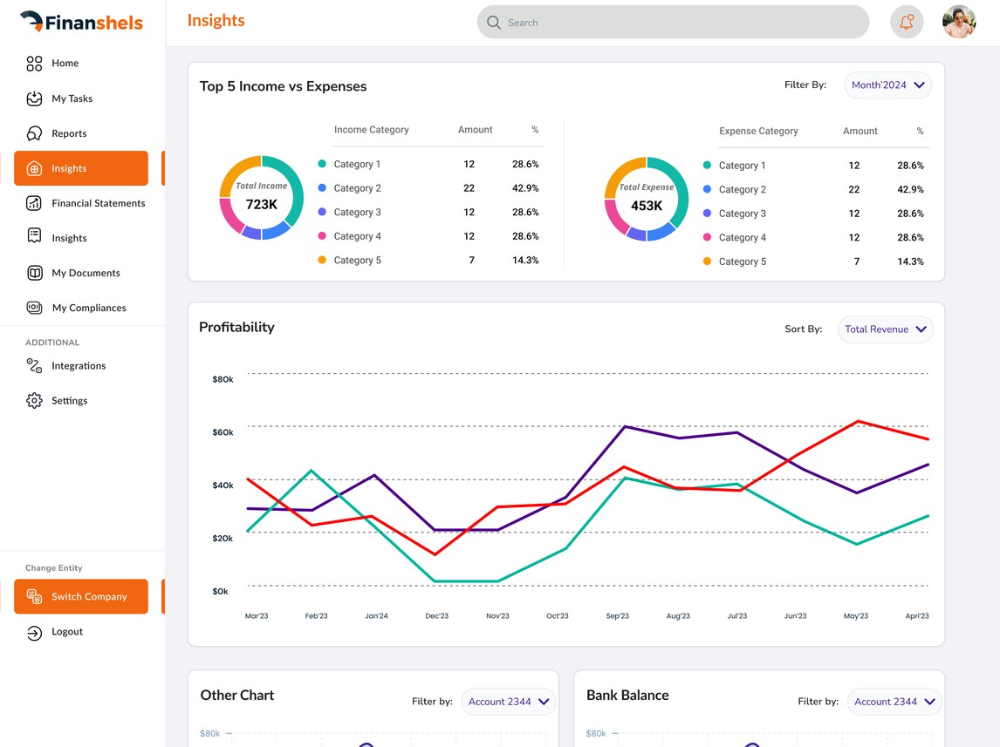 Finanshels
Insights
Search
Home
My Tasks
Reports
Insights
Financial Statements
Insights
My Documents
My Compliances
ADDITIONAL
Integrations
Settings
Change Entity
Switch Company
Logout
Top 5 Income vs Expenses
Filter By: Month'2024
Income Category Amount %
Total Income
723K
Category 1 12 28.6%
Category 2 22 42.9%
Category 3 12 28.6%
Category 4 12 28.6%
Category 5 7 14.3%
Expense Category Amount %
Total Expense
453K
Category 1 12 28.6%
Category 2 22 42.9%
Category 3 12 28.6%
Category 4 12 28.6%
Category 5 7 14.3%
Profitability
Sort By: Total Revenue
$80k
$60k
$40k
$20k
$0k
Mar'23 Feb'23 Jan'24 Dec'23 Nov'23 Oct'23 Sep'23 Aug'23 Jul'23 Jun'23 May'23 Apri'23
Other Chart
Filter by: Account 2344
$80k
Bank Balance
Filter by: Account 2344
$80k